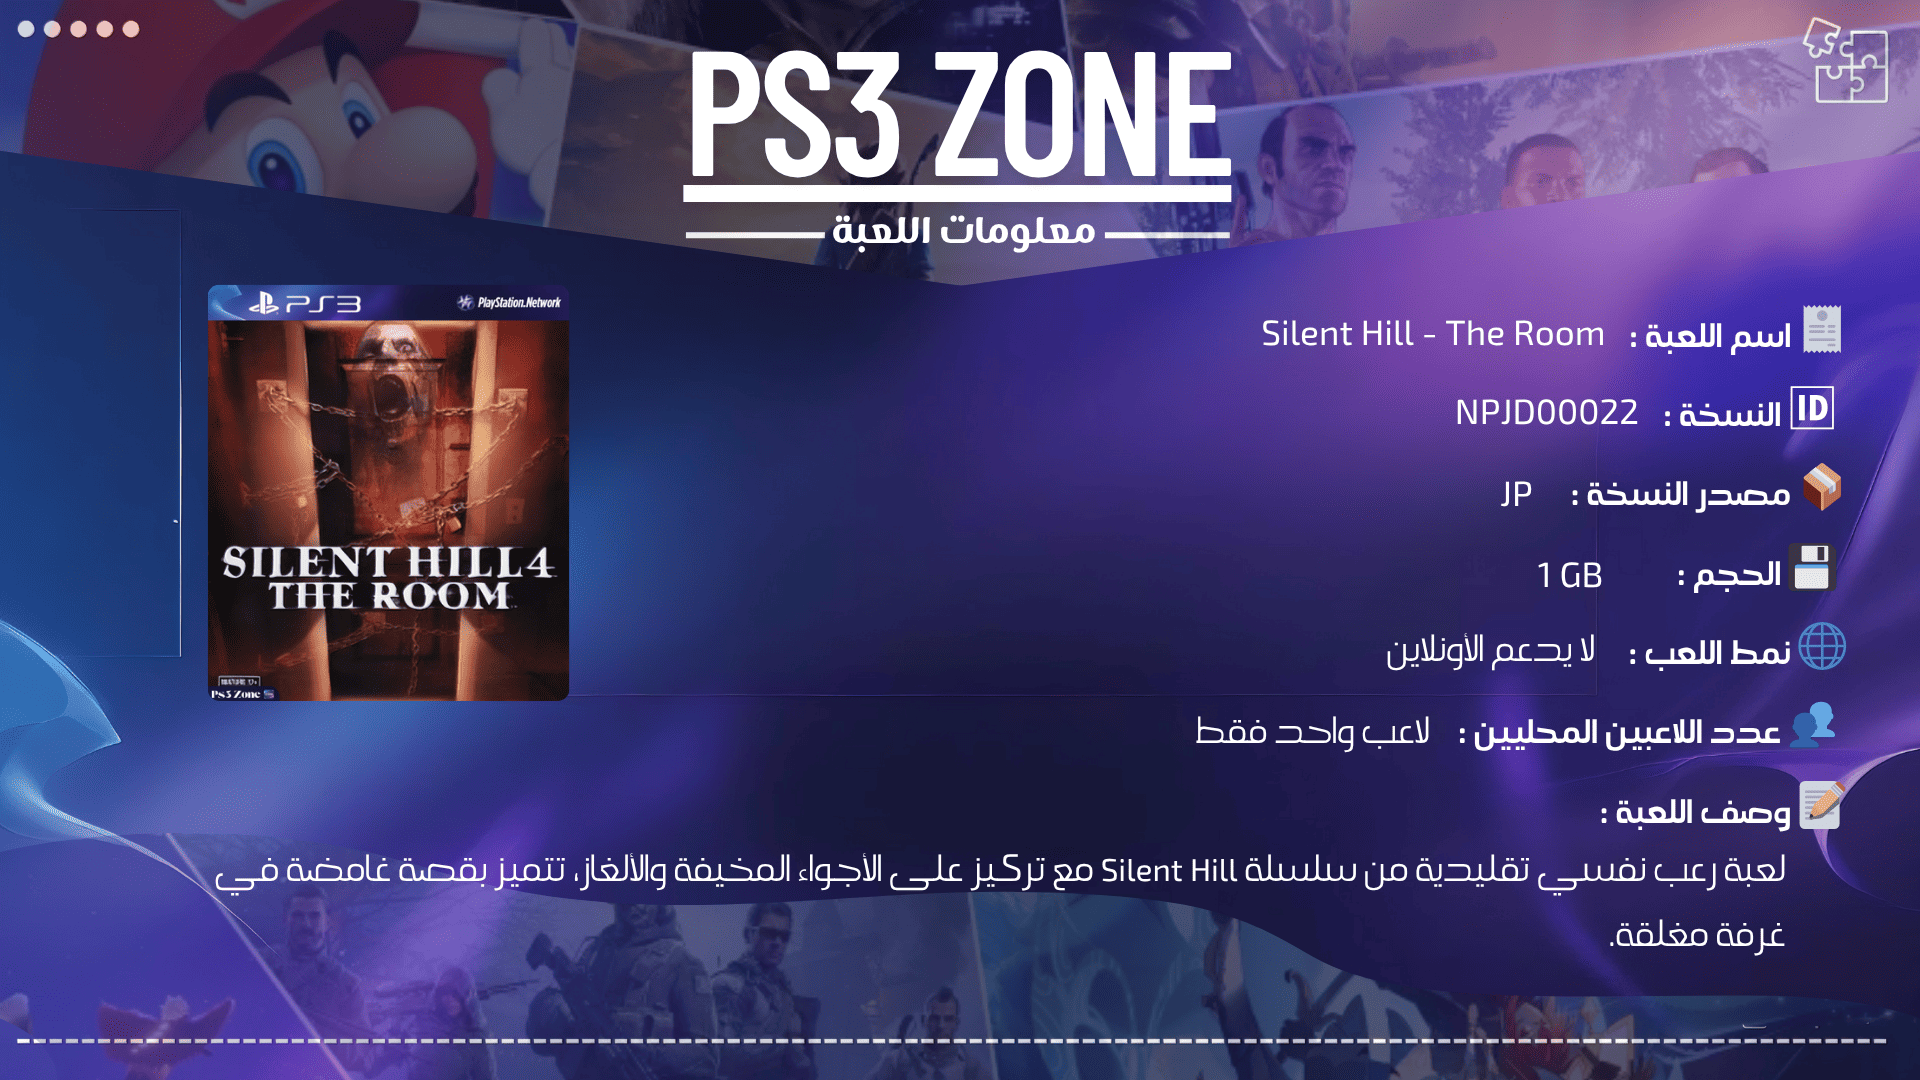 PS3 ZONE
معلومات اللعبة
PS3 PlayStation.Network
SILENT HILL 4
THE ROOM
MATURE 17+
Ps3 Zone
اسم اللعبة : Silent Hill - The Room
ID النسخة : NPJD00022
مصدر النسخة : JP
الحجم : 1 GB
نمط اللعب : لا يدعم الأونلاين
عدد اللاعبين المحليين : لاعب واحد فقط
وصف اللعبة :
لعبة رعب نفسي تقليدية من سلسلة Silent Hill مع تركيز على الأجواء المخيفة والألغاز، تتميز بقصة غامضة في
غرفة مغلقة.